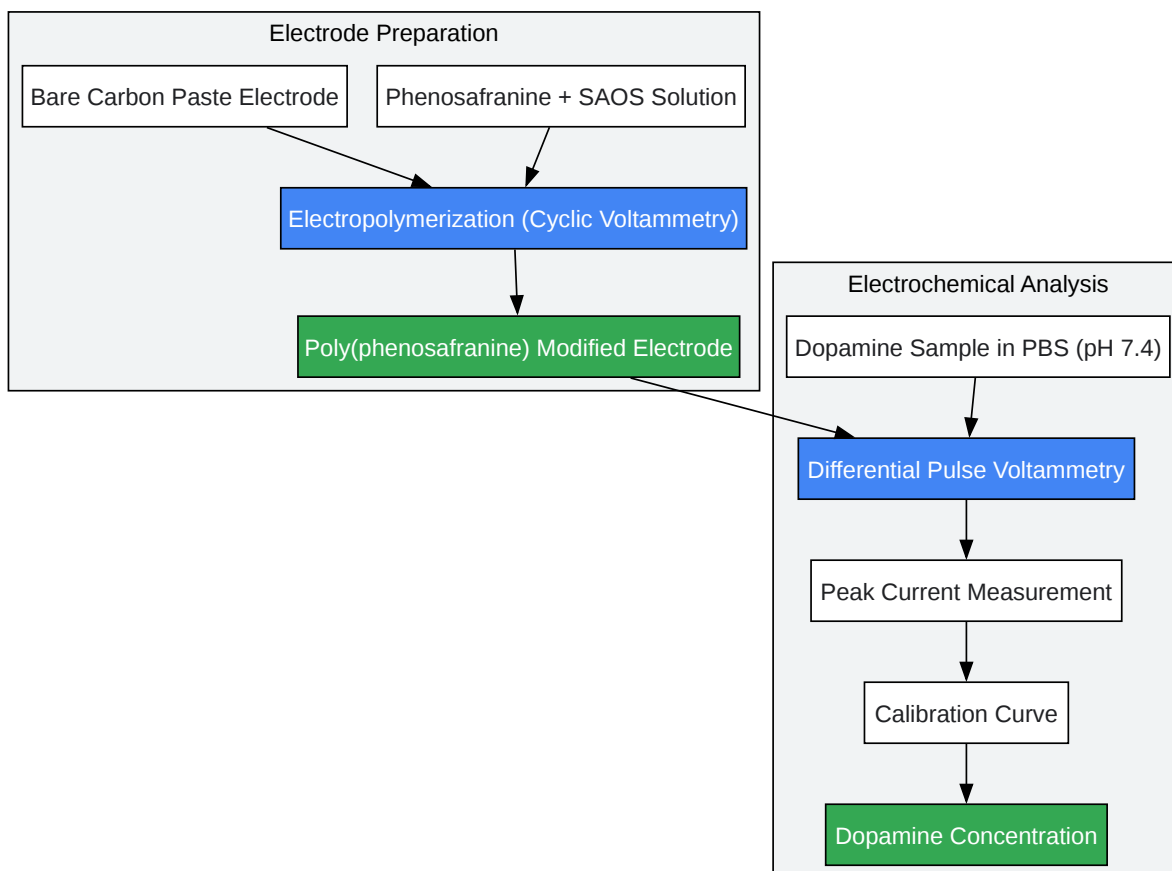 Electrode Preparation
Bare Carbon Paste Electrode
Phenosafranine + SAOS Solution
Electropolymerization (Cyclic Voltammetry)
Poly(phenosafranine) Modified Electrode
Electrochemical Analysis
Dopamine Sample in PBS (pH 7.4)
Differential Pulse Voltammetry
Peak Current Measurement
Calibration Curve
Dopamine Concentration